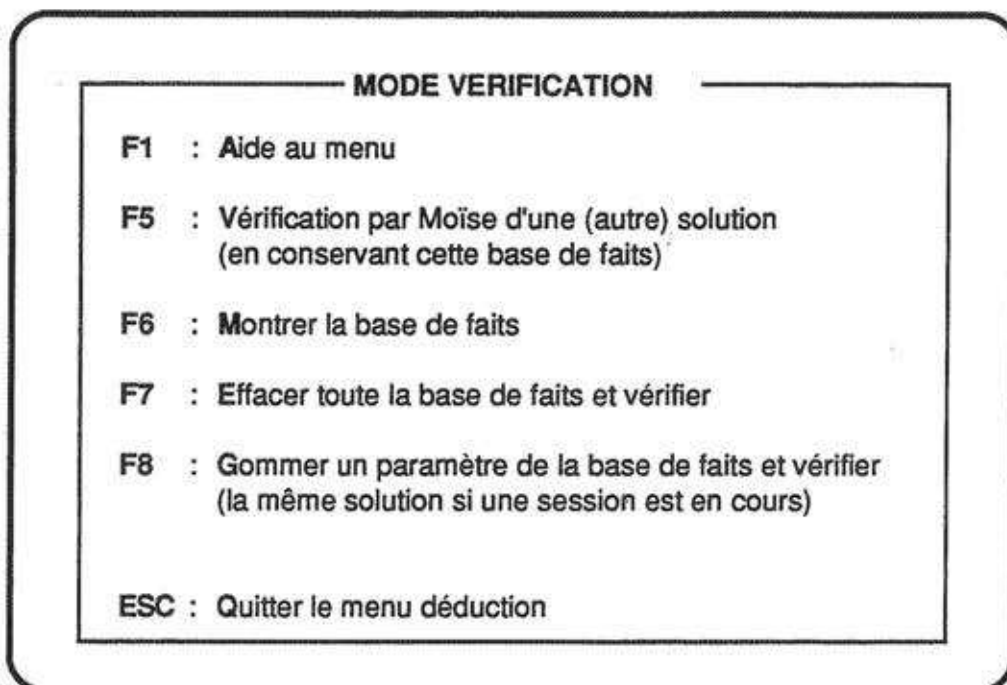 MODE VERIFICATION
F1 : Aide au menu
F5 : Vérification par Moïse d'une (autre) solution
(en conservant cette base de faits)
F6 : Montrer la base de faits
F7 : Effacer toute la base de faits et vérifier
F8 : Gommer un paramètre de la base de faits et vérifier
(la même solution si une session est en cours)
ESC : Quitter le menu déduction